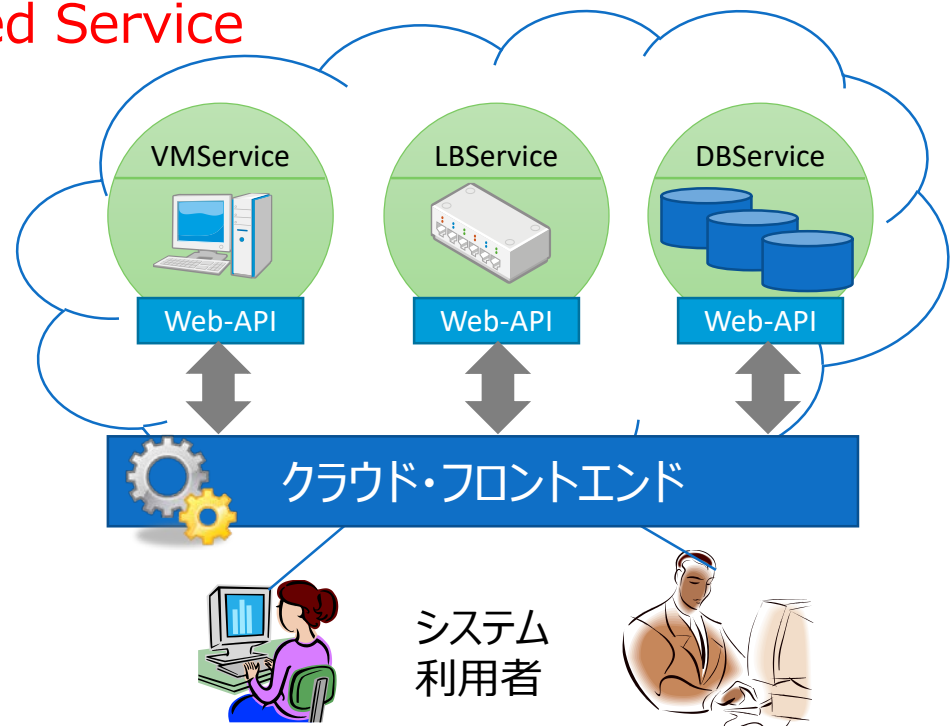 ed Service
VMService
LBService
DBService
Web-API
Web-API
Web-API
クラウド・フロントエンド
システム
利用者